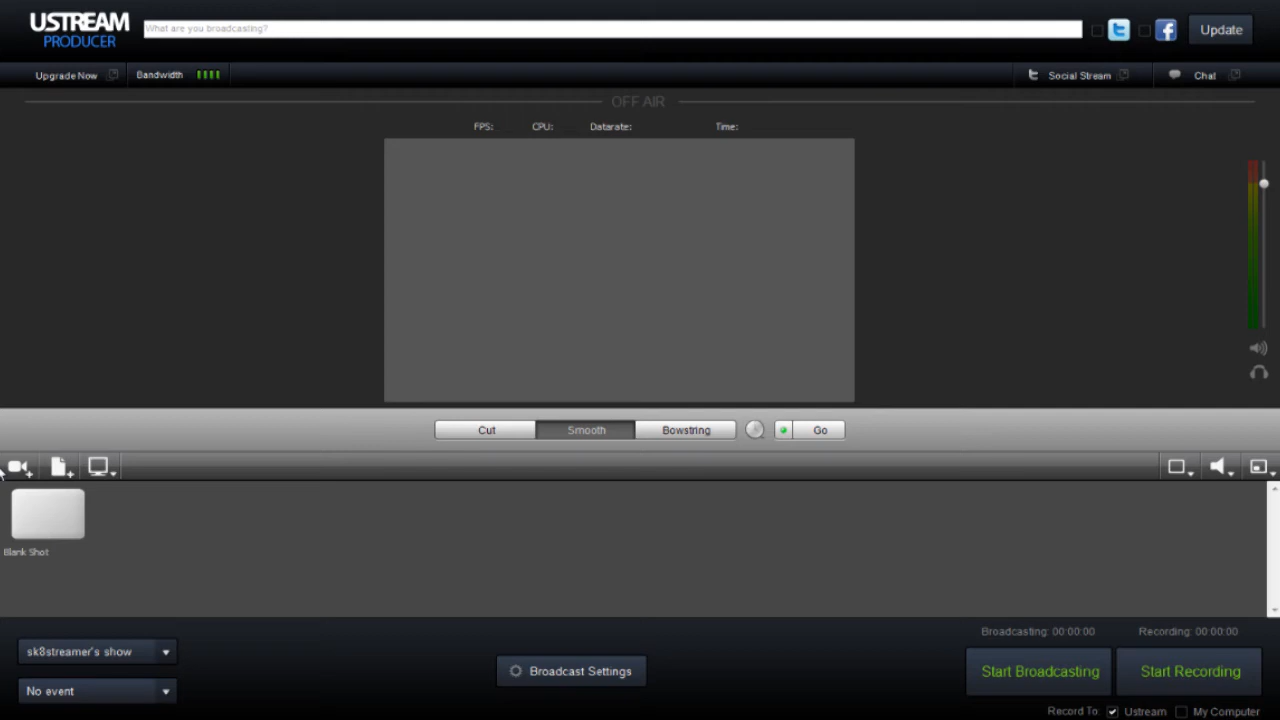 USTREAM
PRODUCER
What are you broadcasting?
Update
Upgrade Now
Bandwidth
Social Stream
Chat
OFF AIR
FPS: CPU: Datarate: Time:
Cut
Smooth
Bowstring
Go
Blank Shot
sk8streamer's show
No event
Broadcast Settings
Broadcasting: 00:00:00
Recording: 00:00:00
Start Broadcasting
Start Recording
Record To: Ustream My Computer